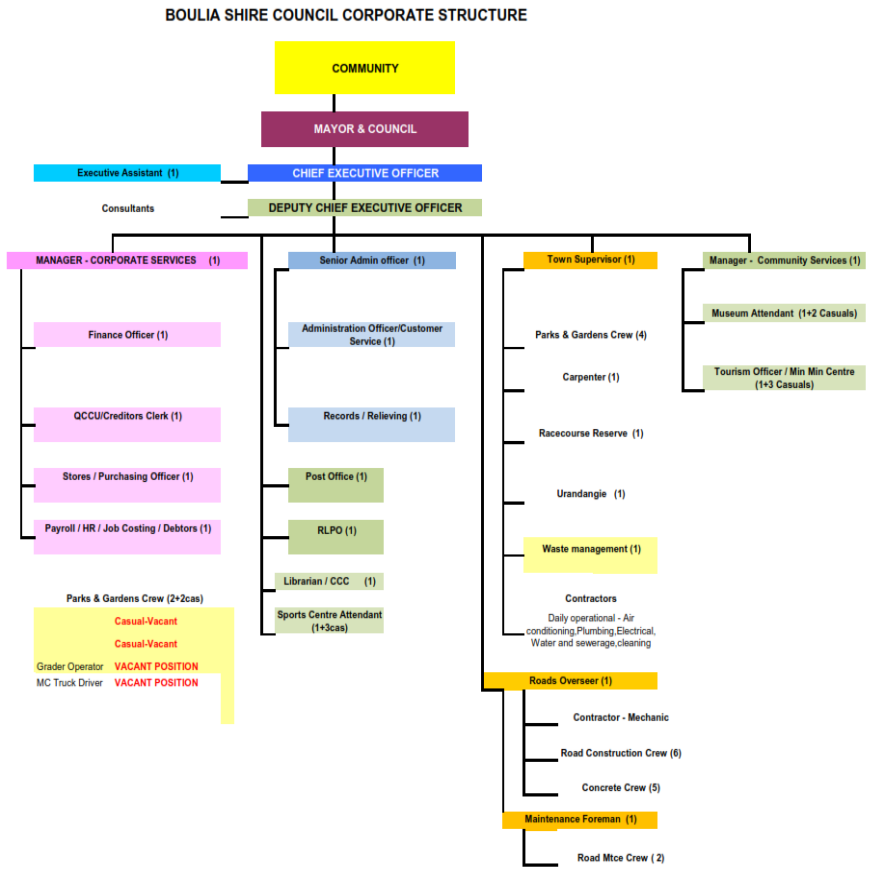 BOULIA SHIRE COUNCIL CORPORATE STRUCTURE
COMMUNITY
MAYOR & COUNCIL
Executive Assistant (1)
CHIEF EXECUTIVE OFFICER
Consultants
DEPUTY CHIEF EXECUTIVE OFFICER
MANAGER - CORPORATE SERVICES (1)
Senior Admin officer (1)
Town Supervisor (1)
Manager - Community Services (1)
Finance Officer (1)
QCCU/Creditors Clerk (1)
Stores / Purchasing Officer (1)
Payroll / HR / Job Costing / Debtors (1)
Administration Officer/Customer
Service (1)
Records / Relieving (1)
Post Office (1)
RLPO (1)
Librarian / CCC (1)
Sports Centre Attendant
(1+3cas)
Parks & Gardens Crew (4)
Carpenter (1)
Racecourse Reserve (1)
Urandangie (1)
Waste management (1)
Contractors
Daily operational - Air
conditioning,Plumbing,Electrical,
Water and sewerage,cleaning
Museum Attendant (1+2 Casuals)
Tourism Officer / Min Min Centre
(1+3 Casuals)
Parks & Gardens Crew (2+2cas)
Casual-Vacant
Casual-Vacant
Grader Operator VACANT POSITION
MC Truck Driver VACANT POSITION
Roads Overseer (1)
Contractor - Mechanic
Road Construction Crew (6)
Concrete Crew (5)
Maintenance Foreman (1)
Road Mtce Crew ( 2)